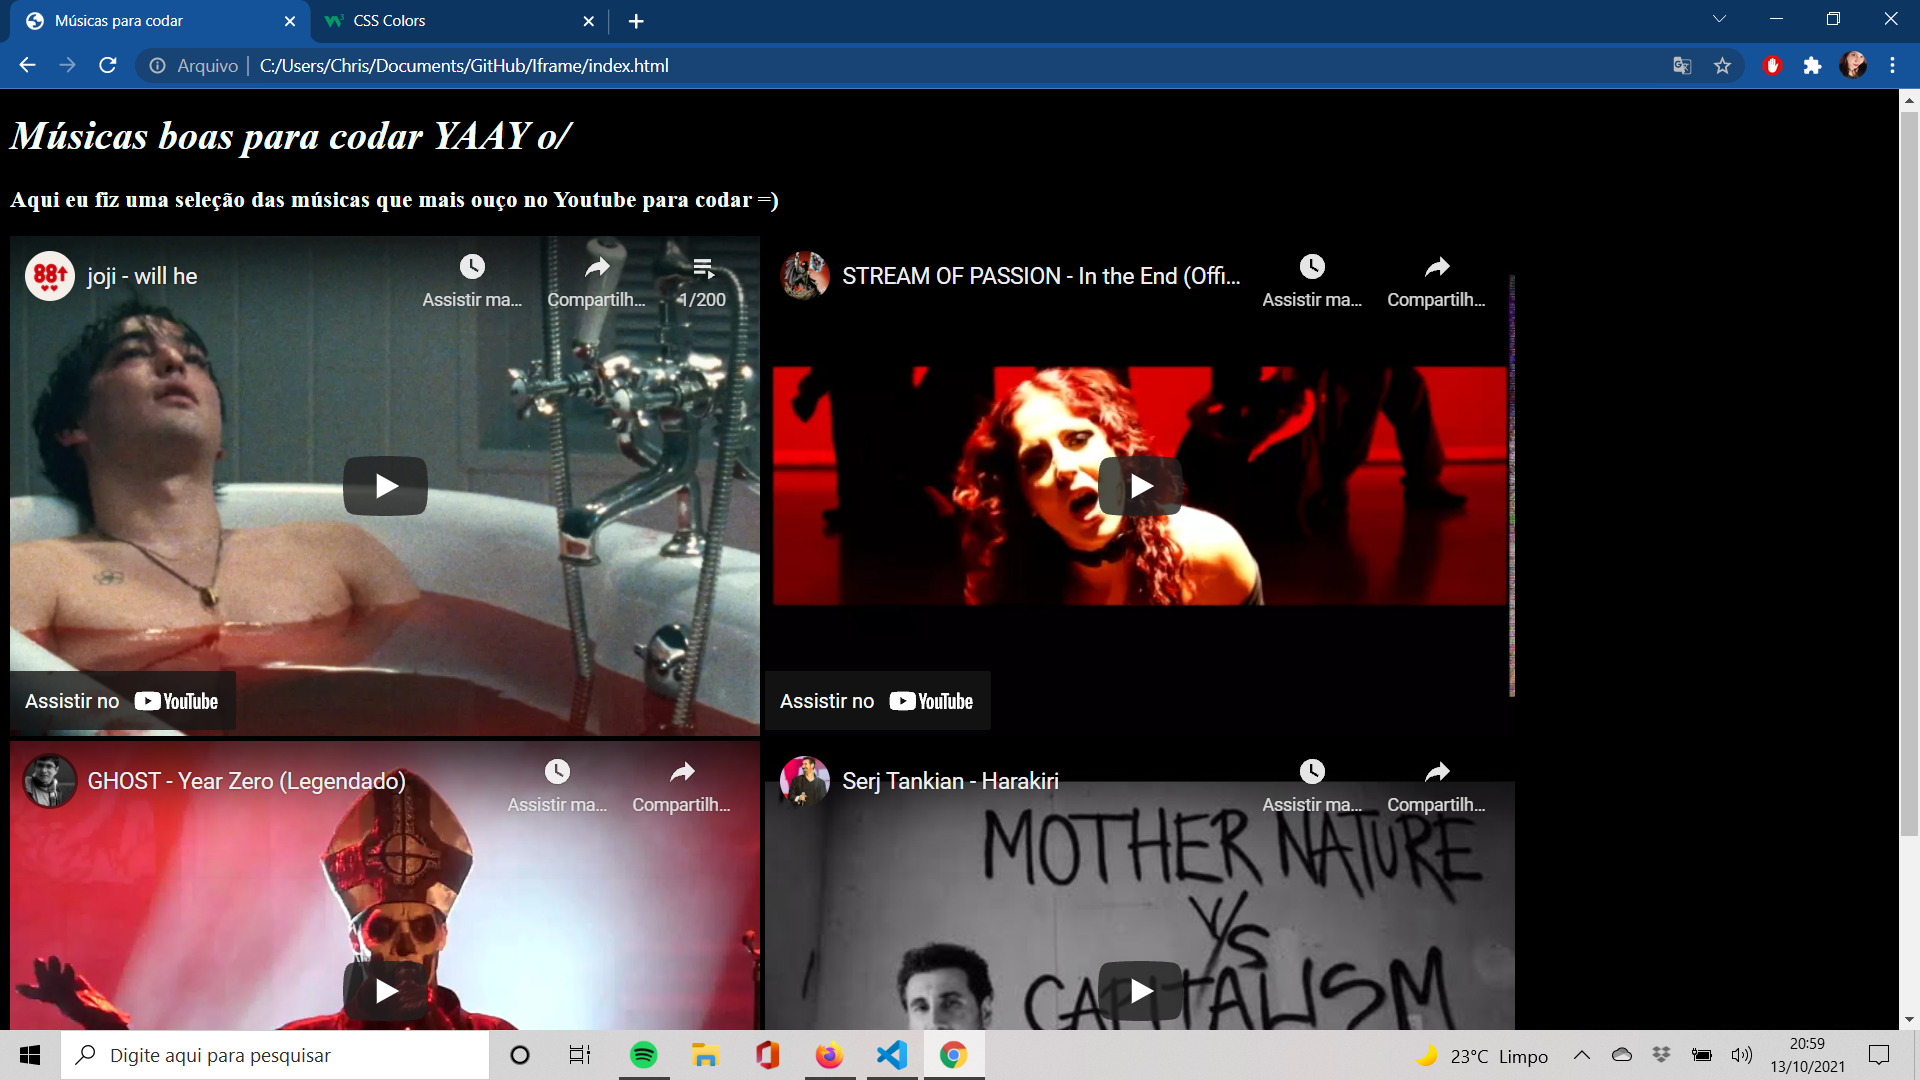 Músicas para codar
CSS Colors
Arquivo | C:/Users/Chris/Documents/GitHub/Iframe/index.html
Músicas boas para codar YAAY o/
Aqui eu fiz uma seleção das músicas que mais ouço no Youtube para codar =)
88↑ joji - will he
Assistir ma... Compartilh... 1/200
STREAM OF PASSION - In the End (Offi...
Assistir ma... Compartilh...
Assistir no YouTube
Assistir no YouTube
GHOST - Year Zero (Legendado)
Assistir ma... Compartilh...
Serj Tankian - Harakiri
Assistir ma... Compartilh...
MOTHER NATURE
V/S
CAPITALISM
Digite aqui para pesquisar
23°C Limpo
20:59
13/10/2021